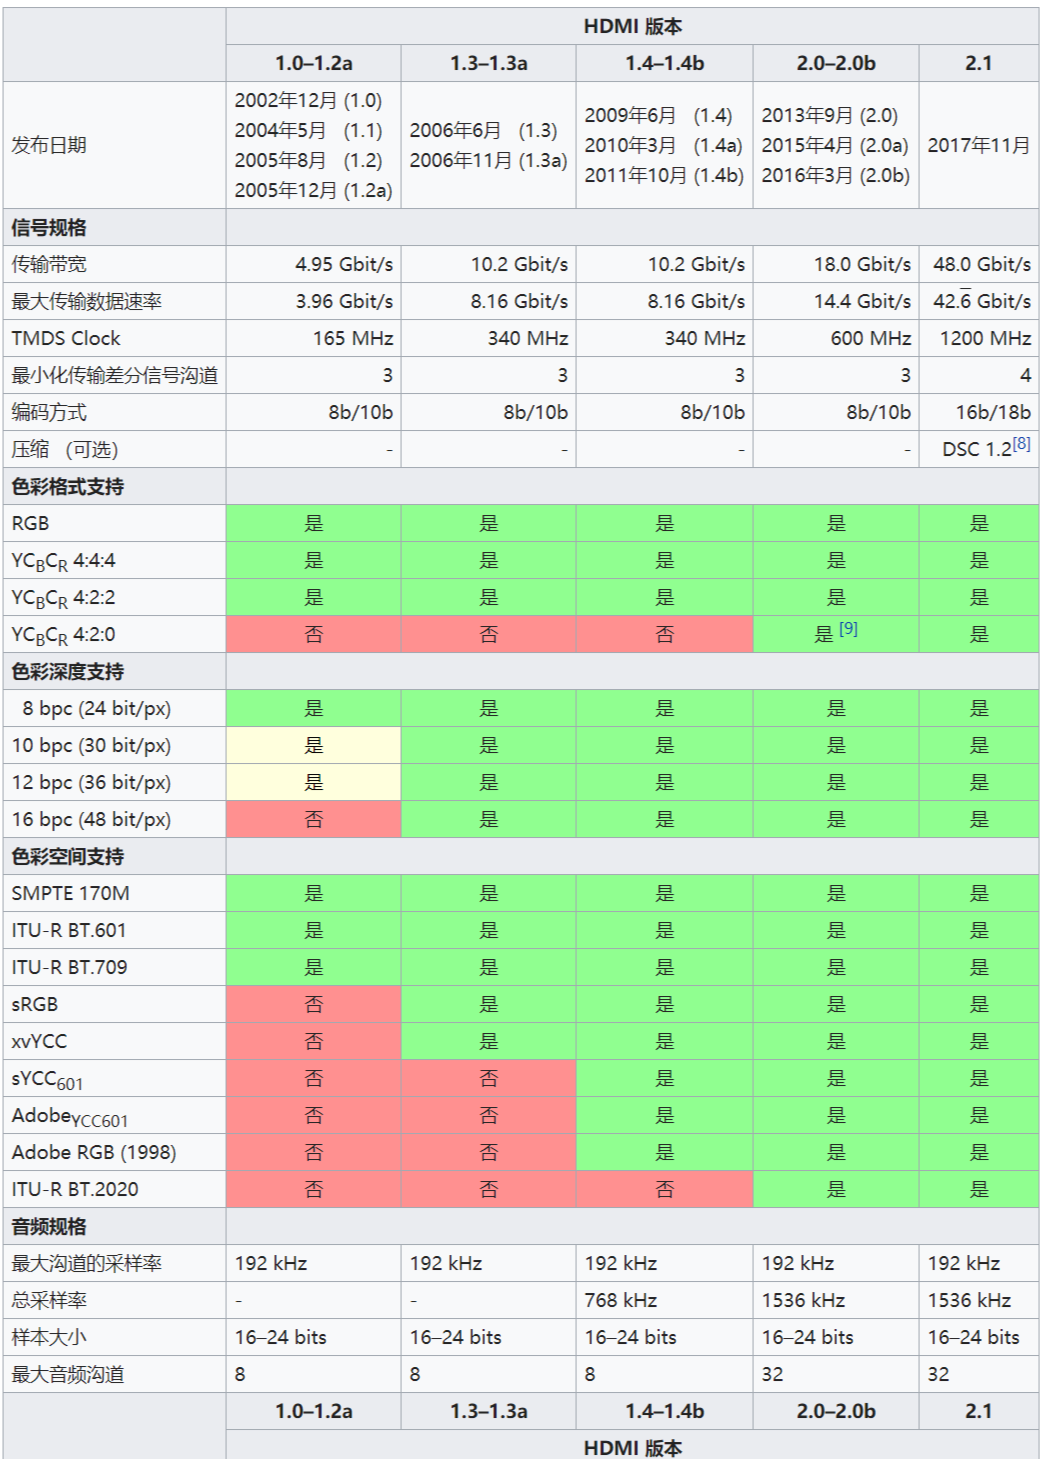 HDMI 版本
1.0–1.2a 1.3–1.3a 1.4–1.4b 2.0–2.0b 2.1
发布日期
2002年12月 (1.0)
2004年5月 (1.1)
2005年8月 (1.2)
2005年12月 (1.2a)
2006年6月 (1.3)
2006年11月 (1.3a)
2009年6月 (1.4)
2010年3月 (1.4a)
2011年10月 (1.4b)
2013年9月 (2.0)
2015年4月 (2.0a)
2016年3月 (2.0b)
2017年11月
信号规格
传输带宽 4.95 Gbit/s 10.2 Gbit/s 10.2 Gbit/s 18.0 Gbit/s 48.0 Gbit/s
最大传输数据速率 3.96 Gbit/s 8.16 Gbit/s 8.16 Gbit/s 14.4 Gbit/s 42.6̅ Gbit/s
TMDS Clock 165 MHz 340 MHz 340 MHz 600 MHz 1200 MHz
最小化传输差分信号沟道 3 3 3 3 4
编码方式 8b/10b 8b/10b 8b/10b 8b/10b 16b/18b
压缩 （可选） - - - - DSC 1.2[8]
色彩格式支持
RGB 是 是 是 是 是
YCBCR 4:4:4 是 是 是 是 是
YCBCR 4:2:2 是 是 是 是 是
YCBCR 4:2:0 否 否 否 是 [9] 是
色彩深度支持
8 bpc (24 bit/px) 是 是 是 是 是
10 bpc (30 bit/px) 是 是 是 是 是
12 bpc (36 bit/px) 是 是 是 是 是
16 bpc (48 bit/px) 否 是 是 是 是
色彩空间支持
SMPTE 170M 是 是 是 是 是
ITU-R BT.601 是 是 是 是 是
ITU-R BT.709 是 是 是 是 是
sRGB 否 是 是 是 是
xvYCC 否 是 是 是 是
sYCC601 否 否 是 是 是
AdobeYCC601 否 否 是 是 是
Adobe RGB (1998) 否 否 是 是 是
ITU-R BT.2020 否 否 否 是 是
音频规格
最大沟道的采样率 192 kHz 192 kHz 192 kHz 192 kHz 192 kHz
总采样率 - - 768 kHz 1536 kHz 1536 kHz
样本大小 16–24 bits 16–24 bits 16–24 bits 16–24 bits 16–24 bits
最大音频沟道 8 8 8 32 32
1.0–1.2a 1.3–1.3a 1.4–1.4b 2.0–2.0b 2.1
HDMI 版本